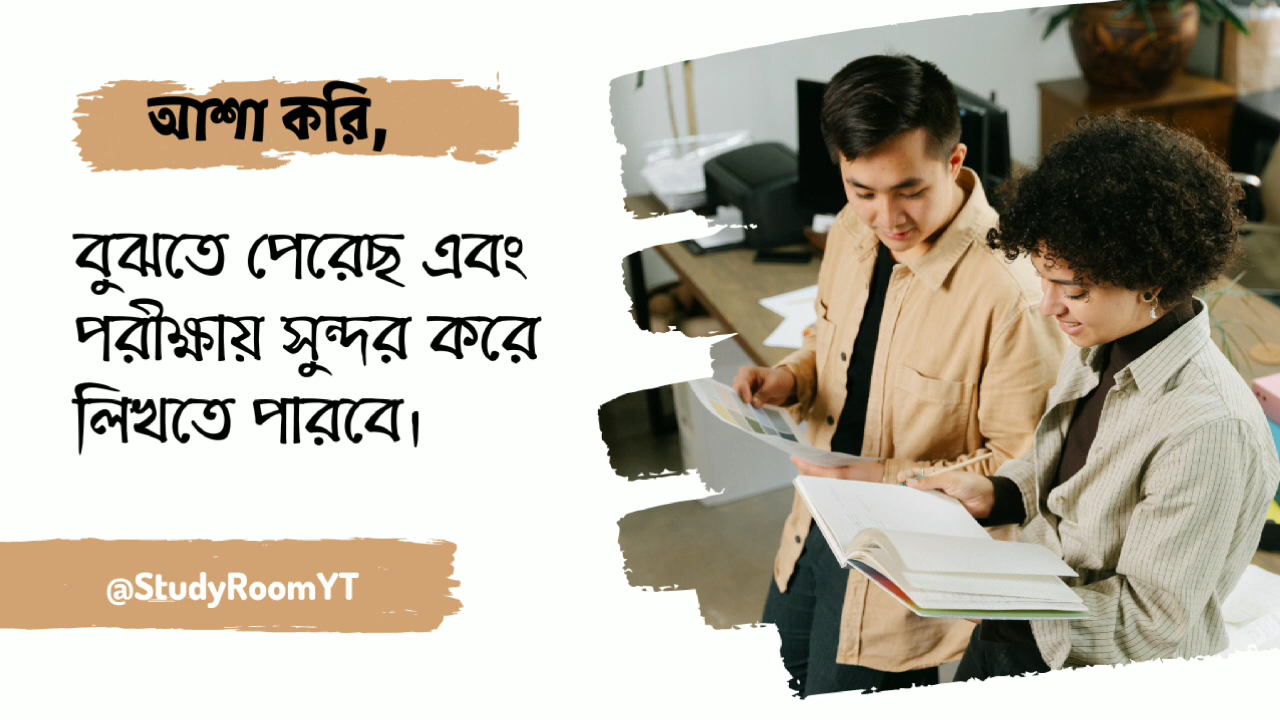 আশা করি,
বুঝতে পেরেছ এবং
পরীক্ষায় সুন্দর করে
লিখতে পারবে।
@StudyRoomYT